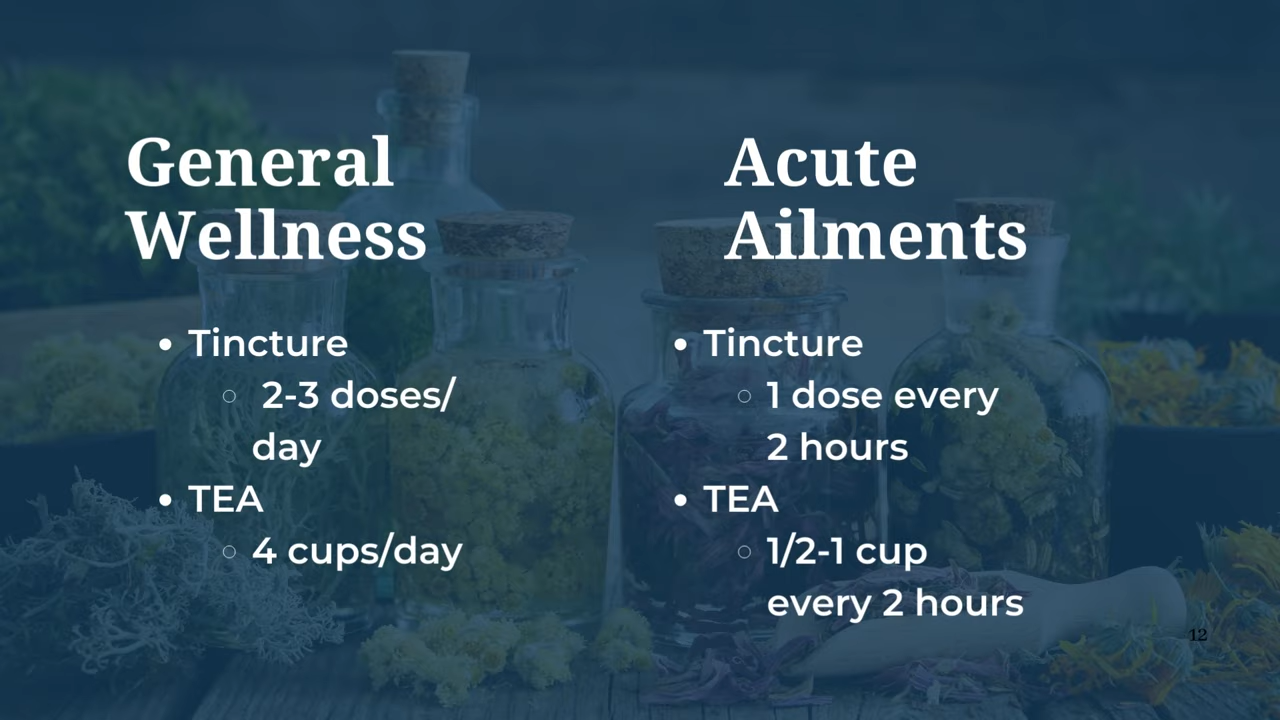 General
Wellness
• Tincture
○ 2-3 doses/
day
• TEA
○ 4 cups/day
Acute
Ailments
• Tincture
○ 1 dose every
2 hours
• TEA
○ 1/2-1 cup
every 2 hours
12